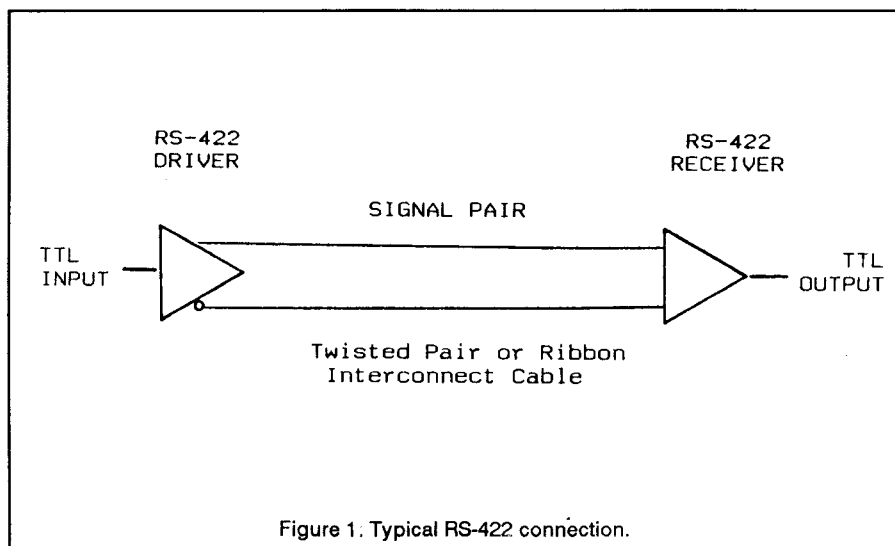 RS-422
DRIVER
RS-422
RECEIVER
SIGNAL PAIR
TTL
INPUT
TTL
OUTPUT
Twisted Pair or Ribbon
Interconnect Cable
Figure 1. Typical RS-422 connection.